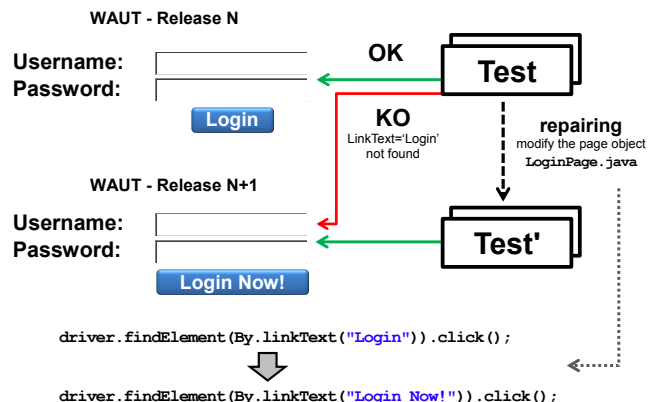 WAUT - Release N
Username:
Password:
Login
OK
Test
KO
LinkText='Login'
not found
repairing
modify the page object
LoginPage.java
WAUT - Release N+1
Username:
Password:
Login Now!
Test'
driver.findElement(By.linkText("Login")).click();
driver.findElement(By.linkText("Login Now!")).click();